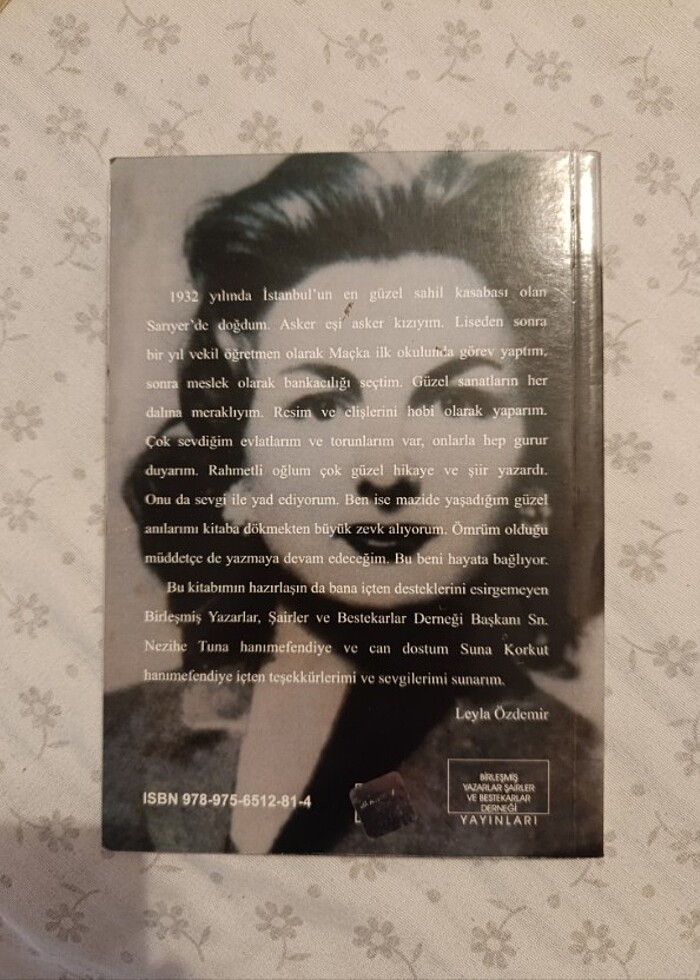 1932 yılında İstanbul'un en güzel sahil kasabası olan
Sarıyer'de doğdum. Asker eşi asker kızıyım. Liseden sonra
bir yıl vekil öğretmen olarak Maçka ilk okulunda görev yaptım,
sonra meslek olarak bankacılığı seçtim. Güzel sanatların her
dalına meraklıyım. Resim ve elişlerini hobi olarak yaparım.
Çok sevdiğim evlatlarım ve torunlarım var, onlarla hep gurur
duyarım. Rahmetli oğlum çok güzel hikaye ve şiir yazardı.
Onu da sevgi ile yad ediyorum. Ben ise mazide yaşadığım güzel
anılarımı kitaba dökmekten büyük zevk alıyorum. Ömrüm olduğu
müddetçe de yazmaya devam edeceğim. Bu beni hayata bağlıyor.
Bu kitabımın hazırlaşın da bana içten desteklerini esirgemeyen
Birleşmiş Yazarlar, Şairler ve Bestekarlar Derneği Başkanı Sn.
Nezihe Tuna hanımefendiye ve can dostum Suna Korkut
hanımefendiye içten teşekkürlerimi ve sevgilerimi sunarım.
Leyla Özdemir
ISBN 978-975-6512-81-4
BİRLEŞMİŞ
YAZARLAR ŞAİRLER
VE BESTEKARLAR
DERNEĞİ
YAYINLARI